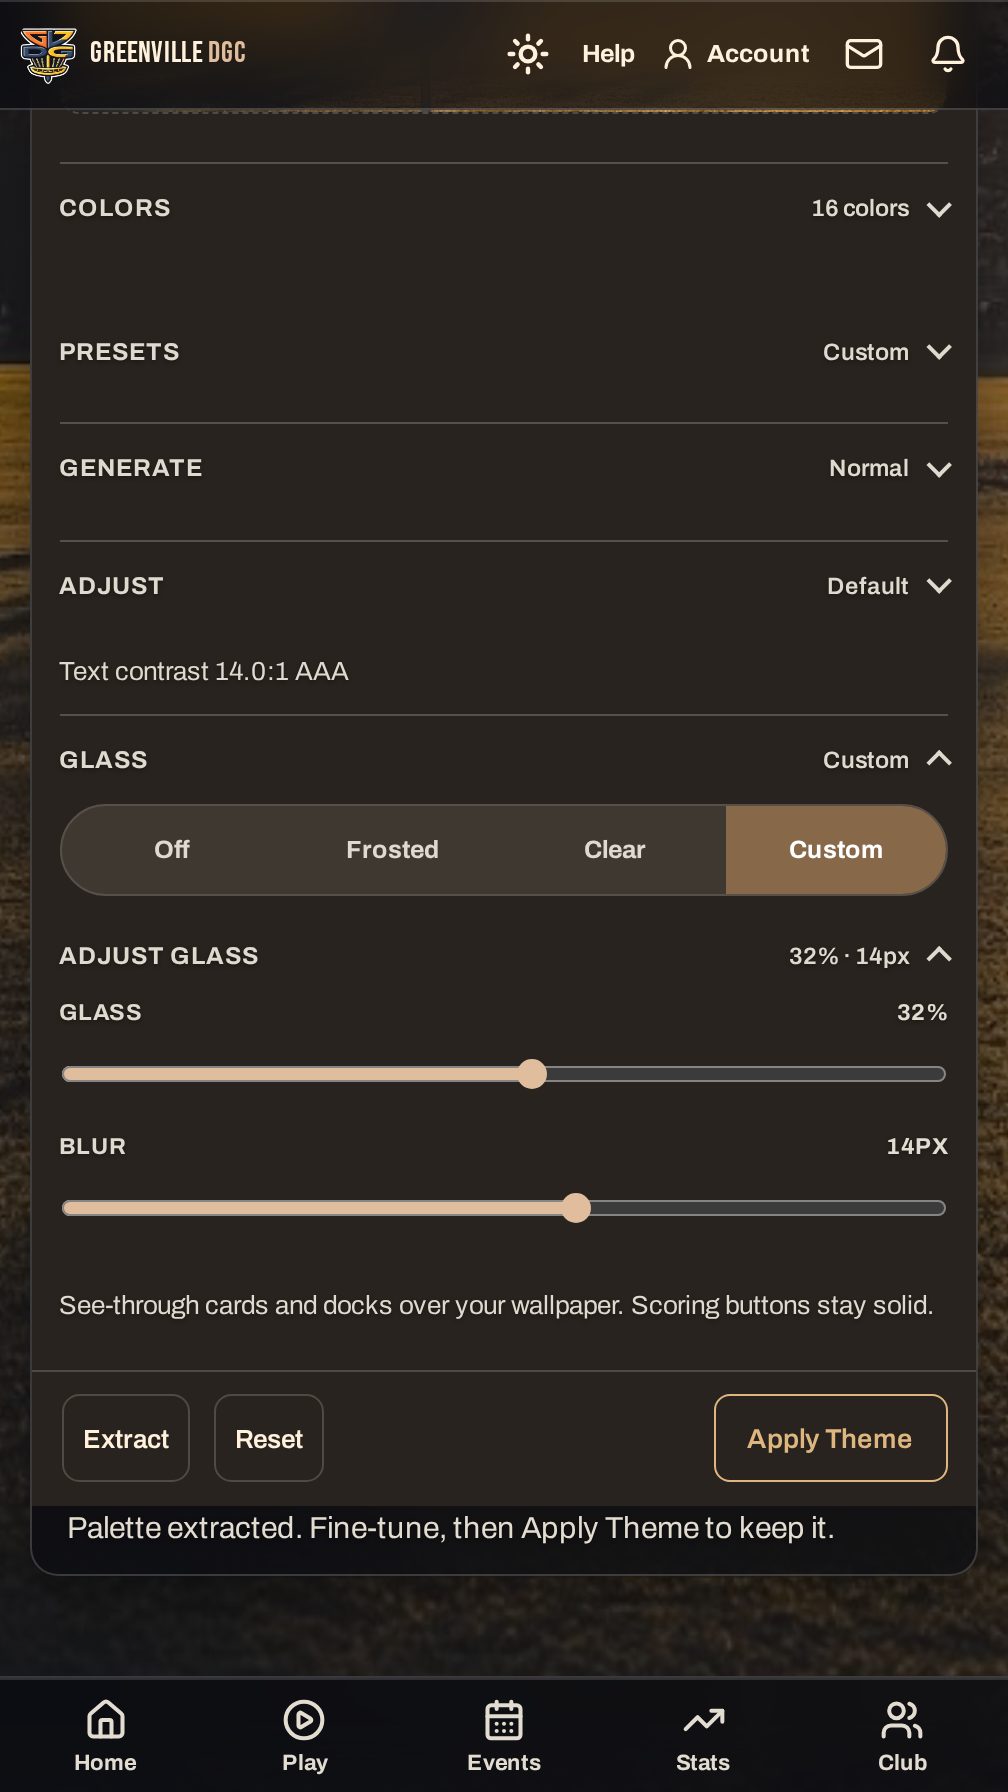 GREENVILLE DGC
Help
Account
COLORS
16 colors
PRESETS
Custom
GENERATE
Normal
ADJUST
Default
Text contrast 14.0:1 AAA
GLASS
Custom
Off
Frosted
Clear
Custom
ADJUST GLASS
32% · 14px
GLASS
32%
BLUR
14PX
See-through cards and docks over your wallpaper. Scoring buttons stay solid.
Extract
Reset
Apply Theme
Palette extracted. Fine-tune, then Apply Theme to keep it.
Home
Play
Events
Stats
Club